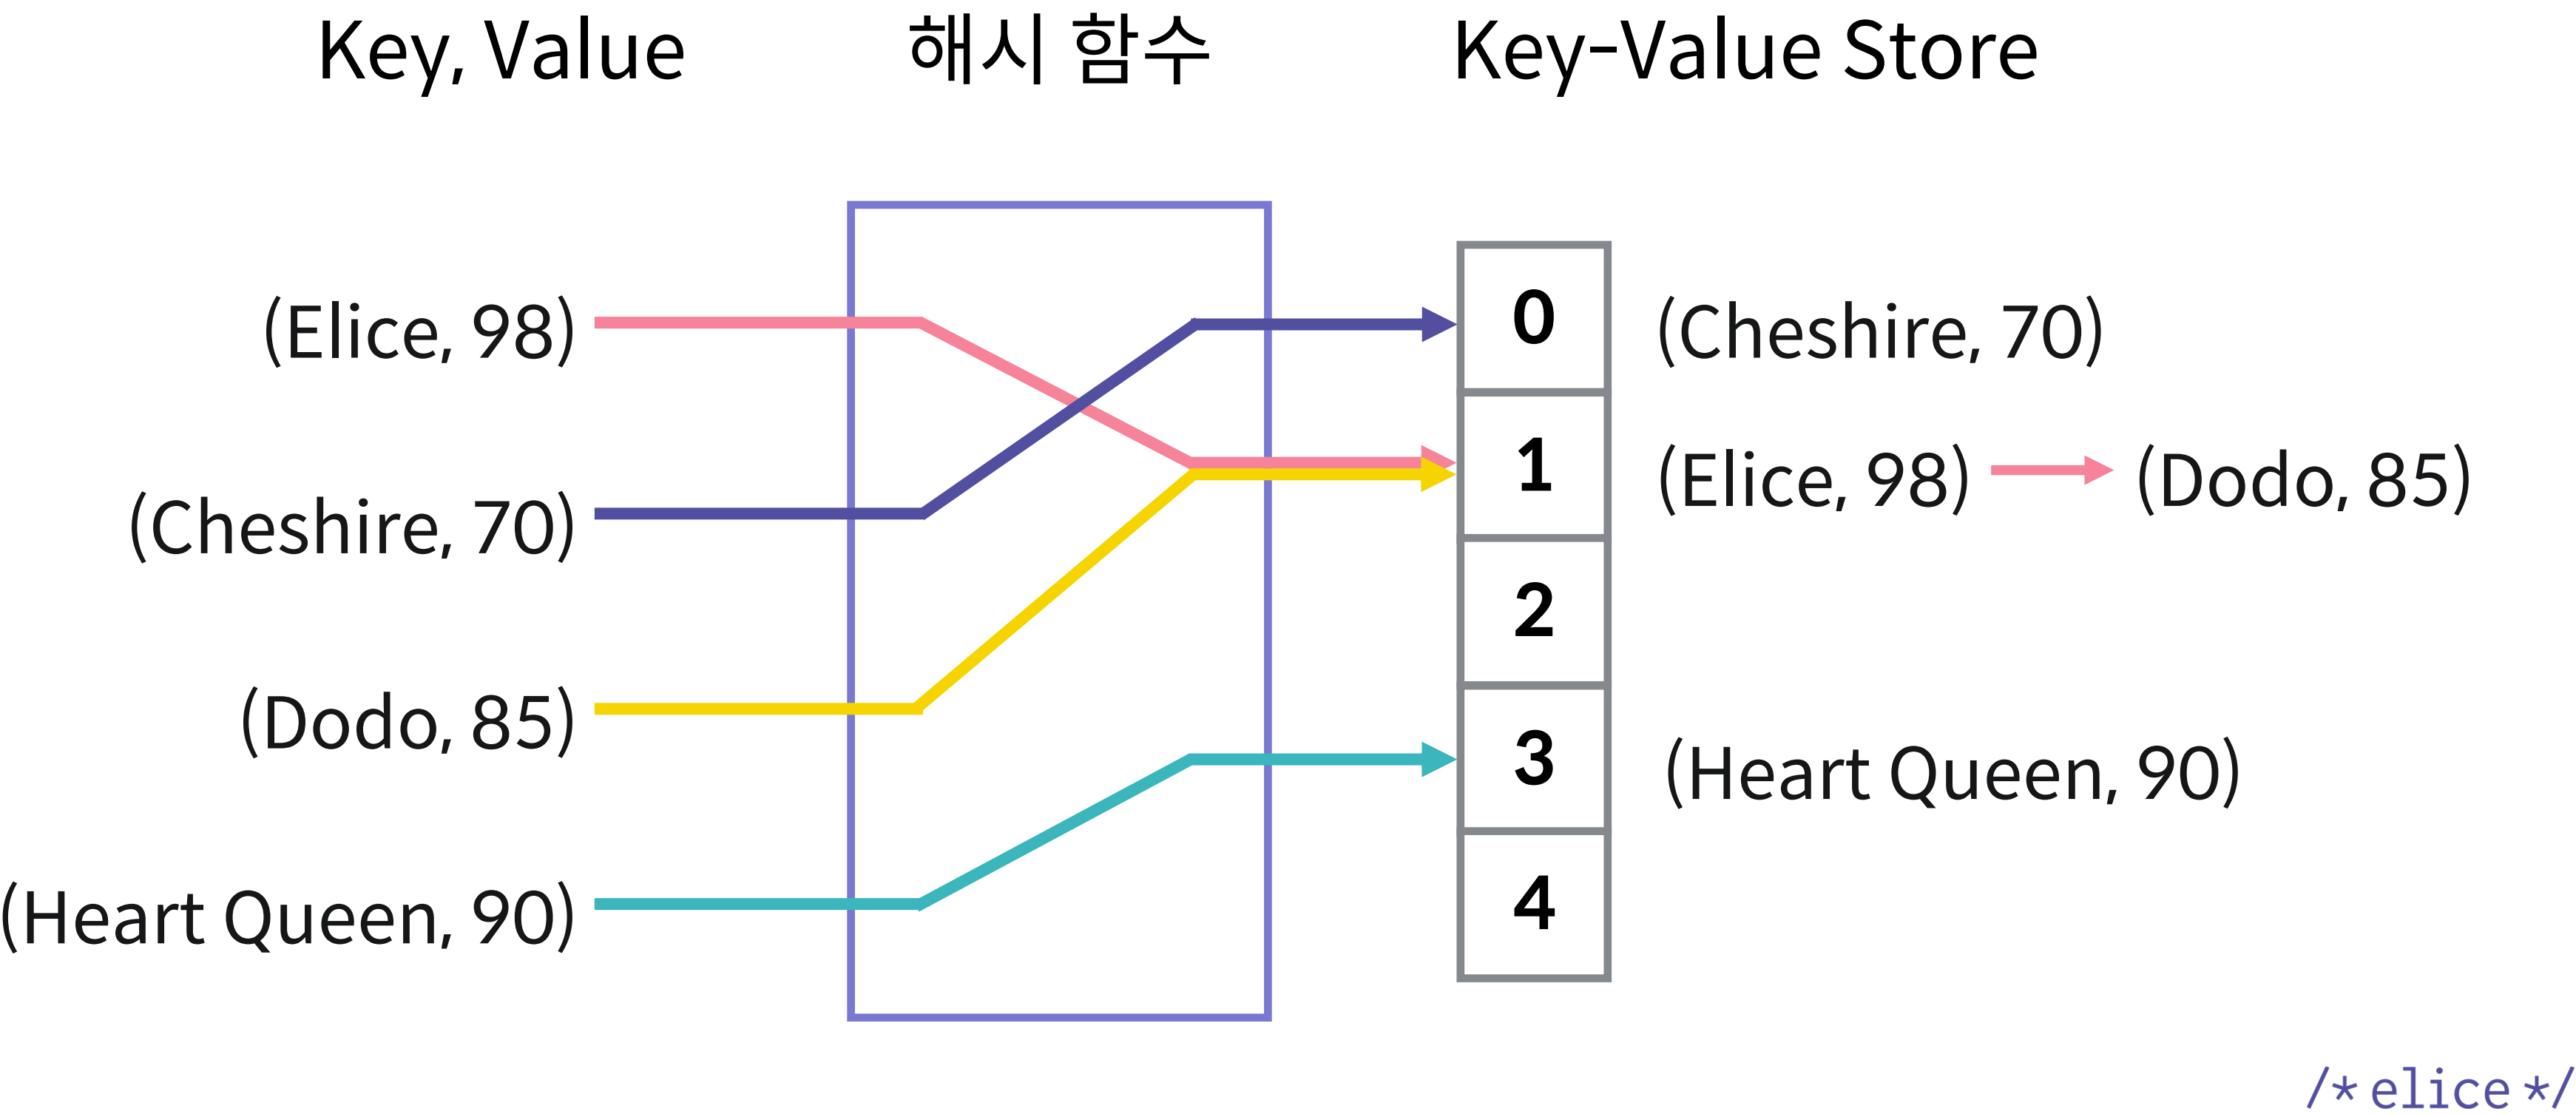 Key, Value 해시 함수 Key-Value Store
(Elice, 98) 0 (Cheshire, 70)
1 (Elice, 98) (Dodo, 85)
(Cheshire, 70)
2
(Dodo, 85)
3 (Heart Queen, 90)
(Heart Queen, 90) 4
/* elice */